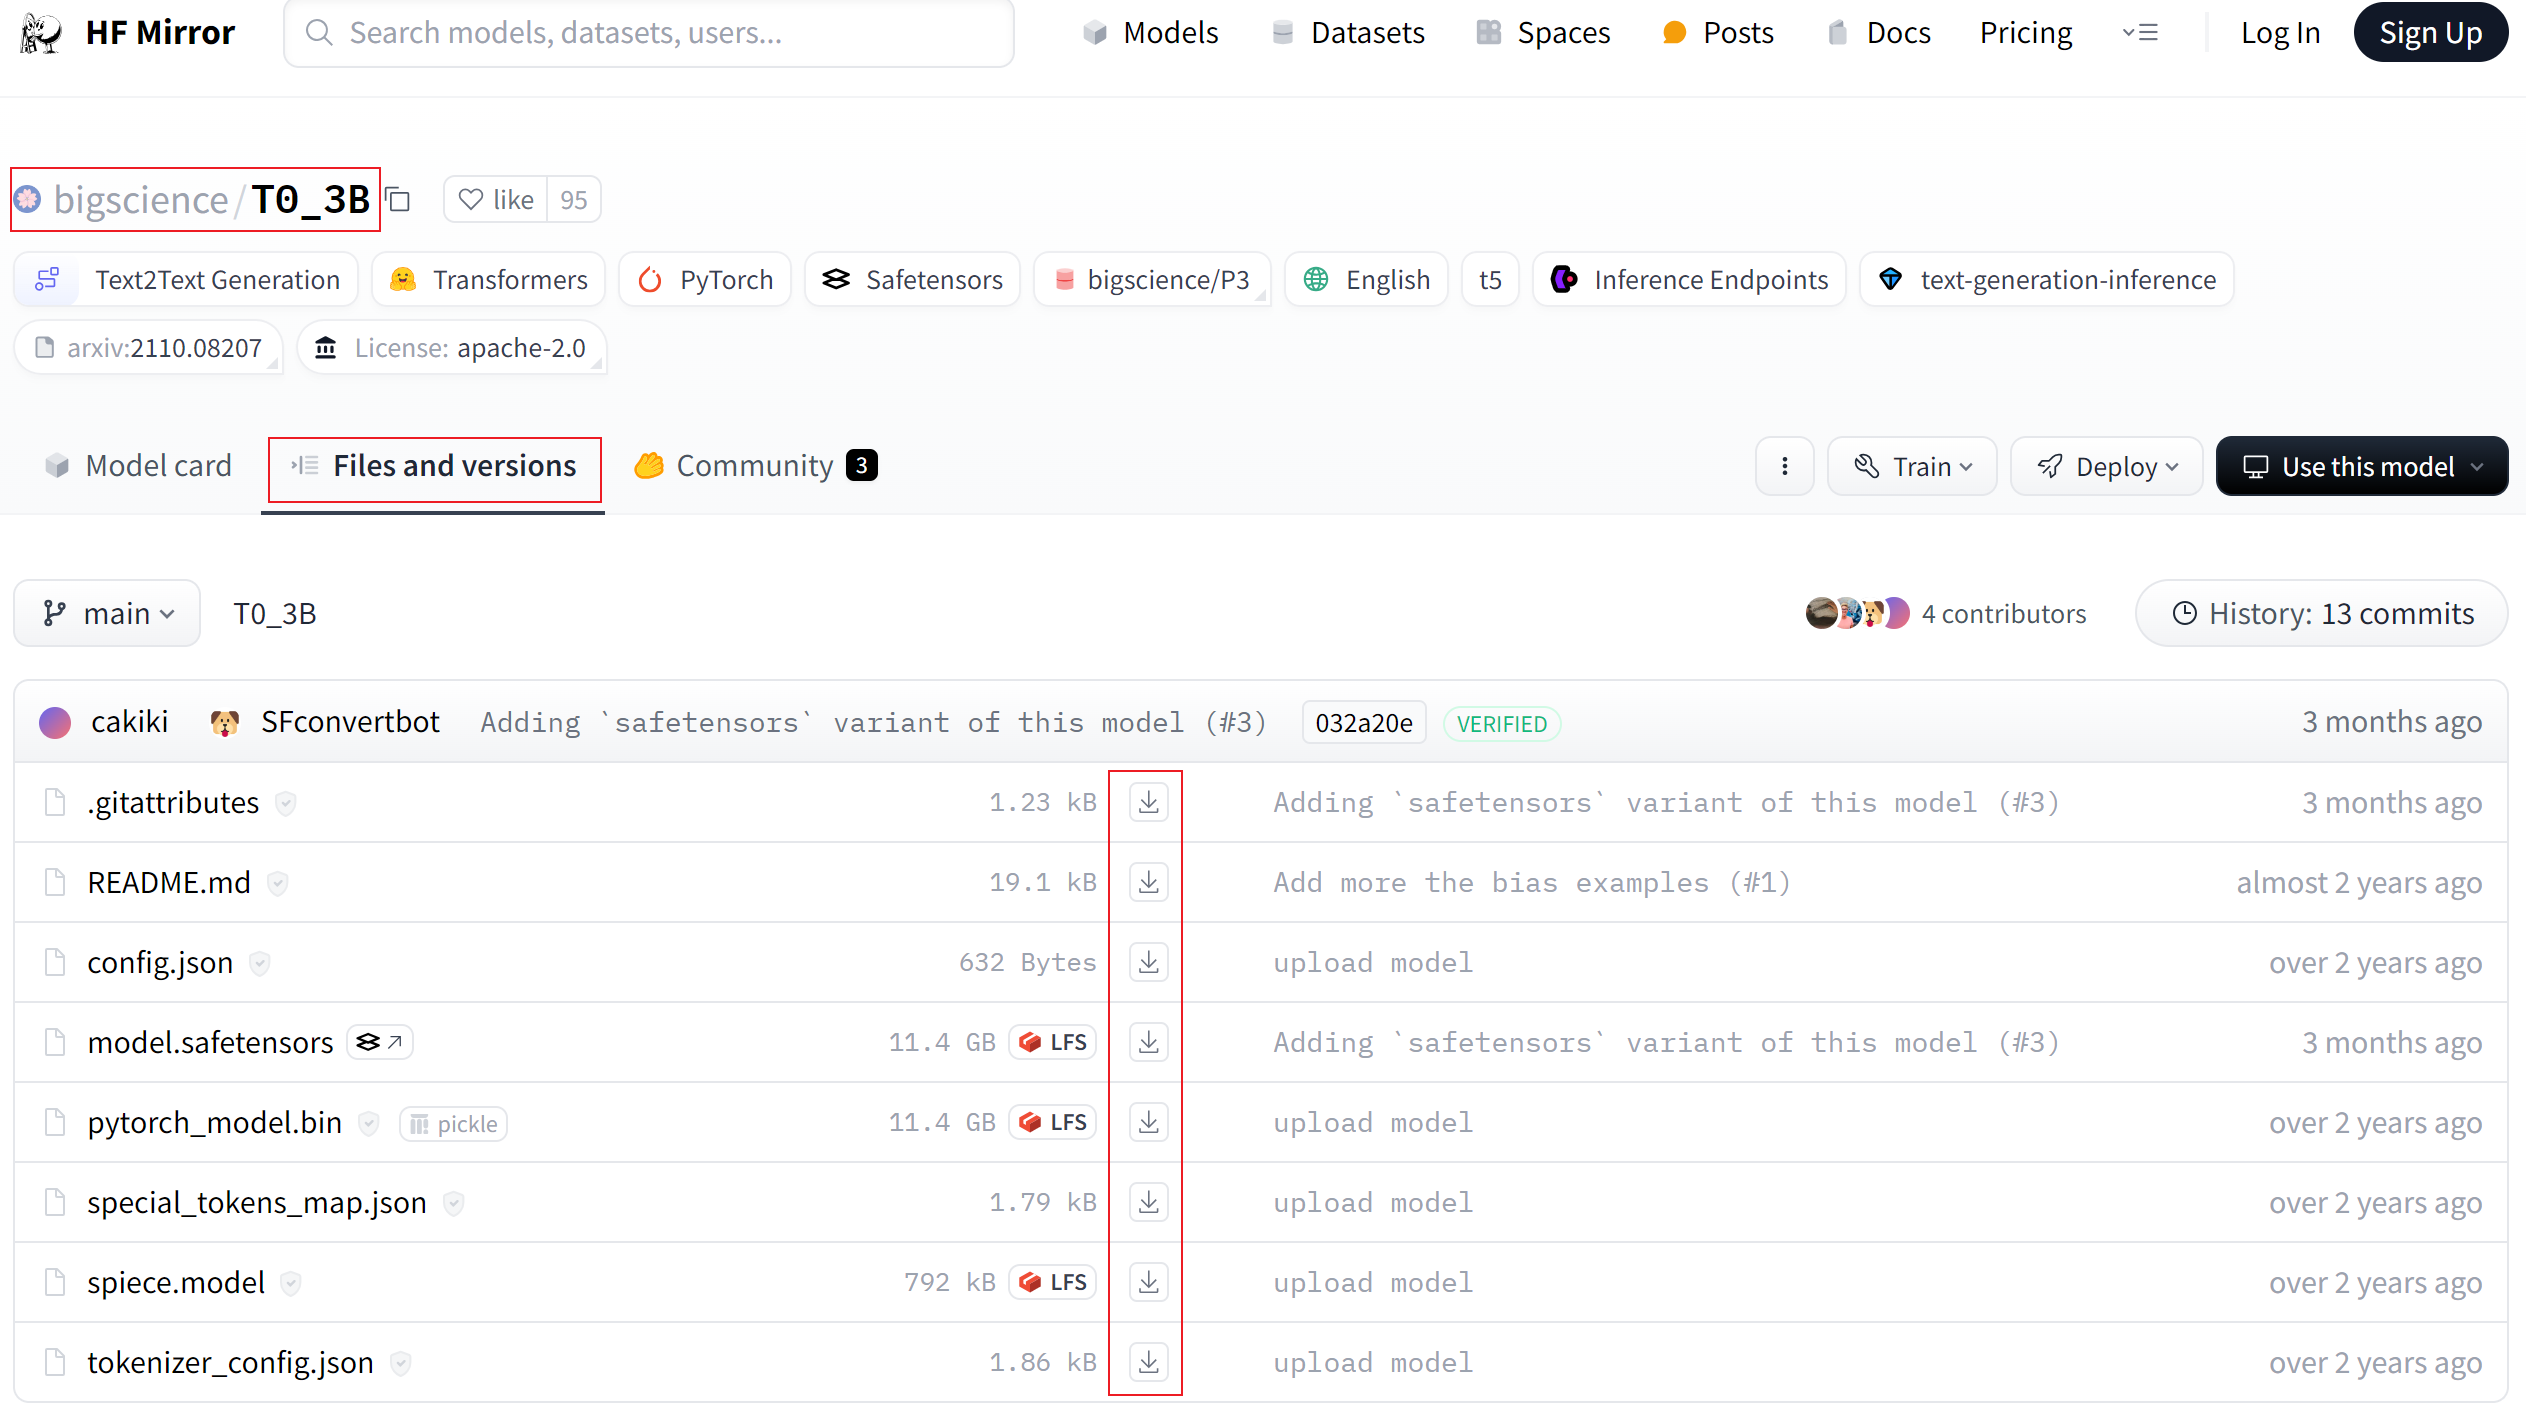 HF Mirror Search models, datasets, users... Models Datasets Spaces Posts Docs Pricing Log In Sign Up
bigscience/T0_3B like 95
Text2Text Generation Transformers PyTorch Safetensors bigscience/P3 English t5 Inference Endpoints text-generation-inference
arxiv:2110.08207 License: apache-2.0
Model card Files and versions Community 3 Train Deploy Use this model
main T0_3B 4 contributors History: 13 commits
cakiki SFconvertbot Adding `safetensors` variant of this model (#3) 032a20e VERIFIED 3 months ago
.gitattributes 1.23 kB Adding `safetensors` variant of this model (#3) 3 months ago
README.md 19.1 kB Add more the bias examples (#1) almost 2 years ago
config.json 632 Bytes upload model over 2 years ago
model.safetensors 11.4 GB LFS Adding `safetensors` variant of this model (#3) 3 months ago
pytorch_model.bin pickle 11.4 GB LFS upload model over 2 years ago
special_tokens_map.json 1.79 kB upload model over 2 years ago
spiece.model 792 kB LFS upload model over 2 years ago
tokenizer_config.json 1.86 kB upload model over 2 years ago